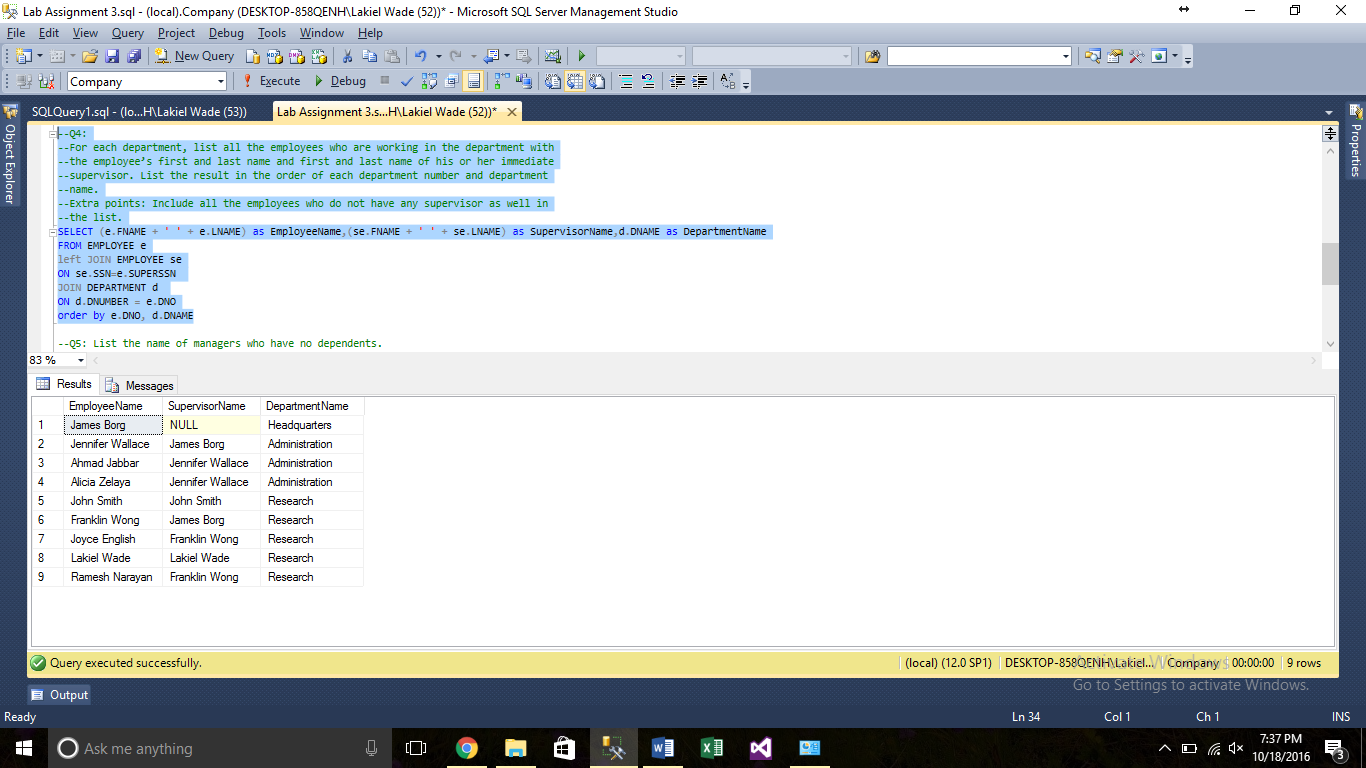 Lab Assignment 3.sql - (local).Company (DESKTOP-858QENH\Lakiel Wade (52))* - Microsoft SQL Server Management Studio
File Edit View Query Project Debug Tools Window Help
New Query
Company Execute Debug
SQLQuery1.sql - (lo...H\Lakiel Wade (53)) Lab Assignment 3.s...H\Lakiel Wade (52))*
Object Explorer
Properties
--Q4:
--For each department, list all the employees who are working in the department with
--the employee’s first and last name and first and last name of his or her immediate
--supervisor. List the result in the order of each department number and department
--name.
--Extra points: Include all the employees who do not have any supervisor as well in
--the list.
SELECT (e.FNAME + ' ' + e.LNAME) as EmployeeName,(se.FNAME + ' ' + se.LNAME) as SupervisorName,d.DNAME as DepartmentName
FROM EMPLOYEE e
left JOIN EMPLOYEE se
ON se.SSN=e.SUPERSSN
JOIN DEPARTMENT d
ON d.DNUMBER = e.DNO
order by e.DNO, d.DNAME
--Q5: List the name of managers who have no dependents.
83 %
Results Messages
EmployeeName SupervisorName DepartmentName
1 James Borg NULL Headquarters
2 Jennifer Wallace James Borg Administration
3 Ahmad Jabbar Jennifer Wallace Administration
4 Alicia Zelaya Jennifer Wallace Administration
5 John Smith John Smith Research
6 Franklin Wong James Borg Research
7 Joyce English Franklin Wong Research
8 Lakiel Wade Lakiel Wade Research
9 Ramesh Narayan Franklin Wong Research
Query executed successfully. (local) (12.0 SP1) DESKTOP-858QENH\Lakiel... Company 00:00:00 9 rows
Activate Windows
Go to Settings to activate Windows.
Output
Ready Ln 34 Col 1 Ch 1 INS
Ask me anything
7:37 PM
10/18/2016
3